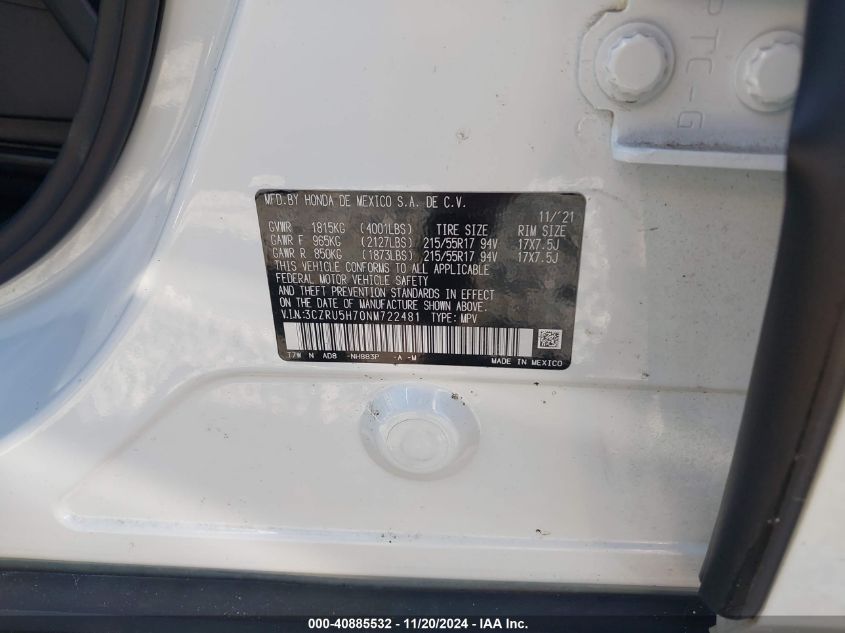 PTC-G
MFD.BY HONDA DE MEXICO S.A. DE C.V.
11/'21
GVWR 1815KG (4001LBS) TIRE SIZE RIM SIZE
GAWR F 965KG (2127LBS) 215/55R17 94V 17X7.5J
GAWR R 850KG (1873LBS) 215/55R17 94V 17X7.5J
THIS VEHICLE CONFORMS TO ALL APPLICABLE
FEDERAL MOTOR VEHICLE SAFETY
AND THEFT PREVENTION STANDARDS IN EFFECT
ON THE DATE OF MANUFACTURE SHOWN ABOVE.
V.I.N:3CZRU5H70NM722481 TYPE: MPV
T7W N AD8 -NH883P -A -M MADE IN MEXICO
000-40885532 - 11/20/2024 - IAA Inc.